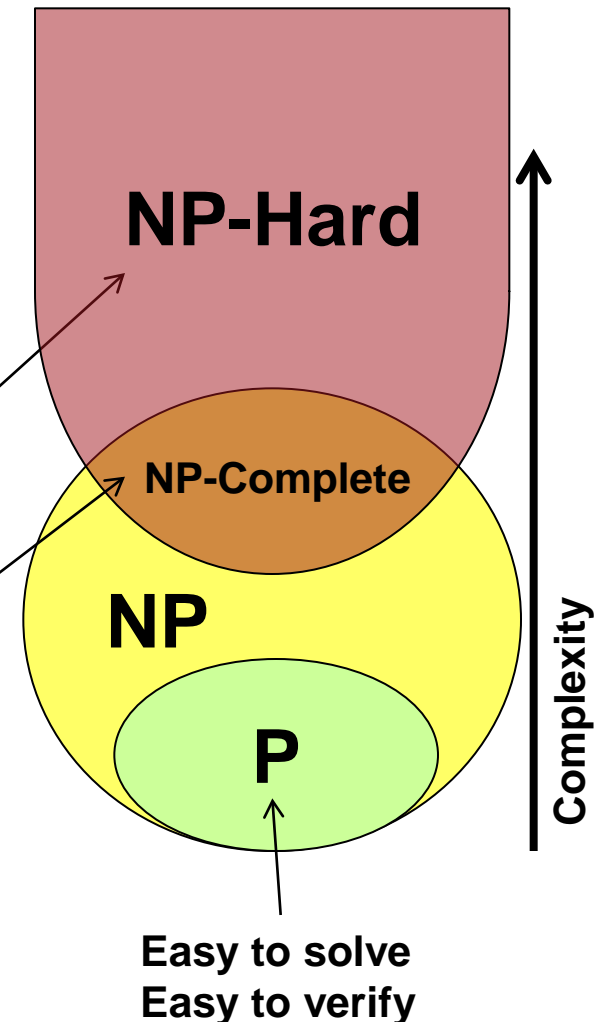 NP-Hard
NP-Complete
NP
P
Complexity
Easy to solve
Easy to verify